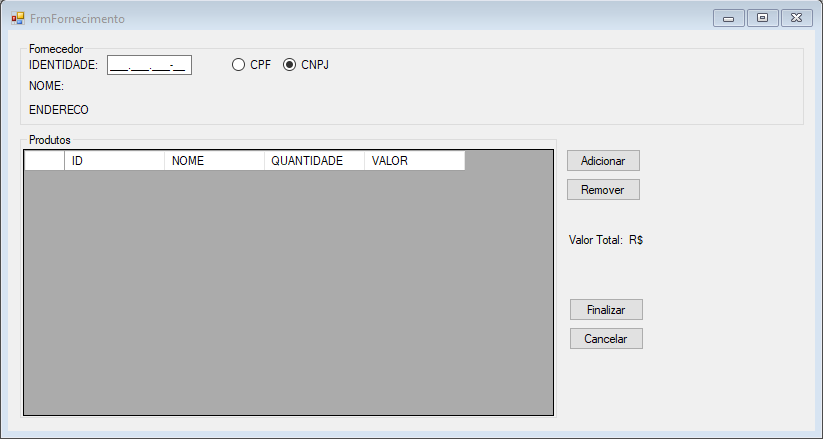 FrmFornecimento
Fornecedor
IDENTIDADE: ___.___.___-__ CPF CNPJ
NOME:
ENDERECO
Produtos
ID NOME QUANTIDADE VALOR
Adicionar
Remover
Valor Total: R$
Finalizar
Cancelar